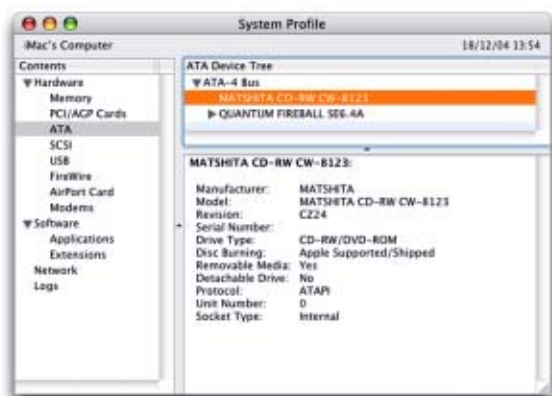 System Profile
iMac's Computer
18/12/04 13:54
Contents
Hardware
Memory
PCI/AGP Cards
ATA
SCSI
USB
FireWire
AirPort Card
Modems
Software
Applications
Extensions
Network
Logs
ATA Device Tree
ATA-4 Bus
MATSHITA CD-RW CW-8123
QUANTUM FIREBALL SE6.4A
MATSHITA CD-RW CW-8123:
Manufacturer: MATSHITA
Model: MATSHITA CD-RW CW-8123
Revision: CZ24
Serial Number:
Drive Type: CD-RW/DVD-ROM
Disc Burning: Apple Supported/Shipped
Removable Media: Yes
Detachable Drive: No
Protocol: ATAPI
Unit Number: 0
Socket Type: Internal